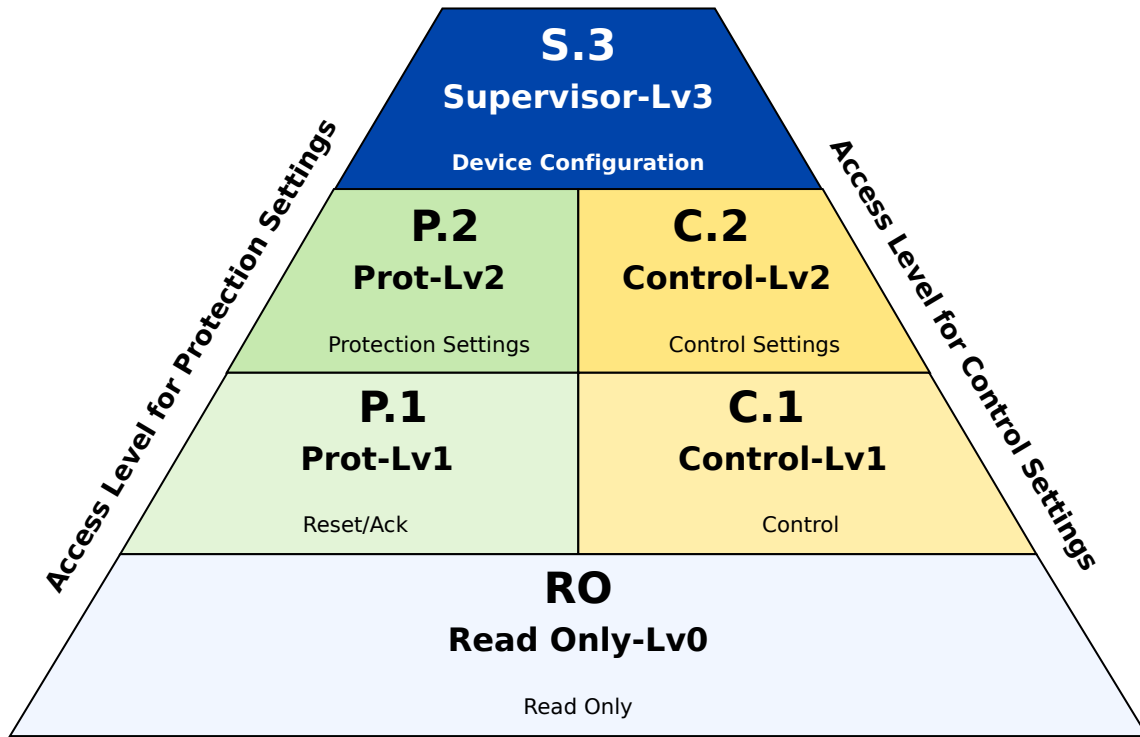 S.3
Supervisor-Lv3
Device Configuration
Access Level for Protection Settings
Access Level for Control Settings
P.2
Prot-Lv2
Protection Settings
C.2
Control-Lv2
Control Settings
P.1
Prot-Lv1
Reset/Ack
C.1
Control-Lv1
Control
RO
Read Only-Lv0
Read Only